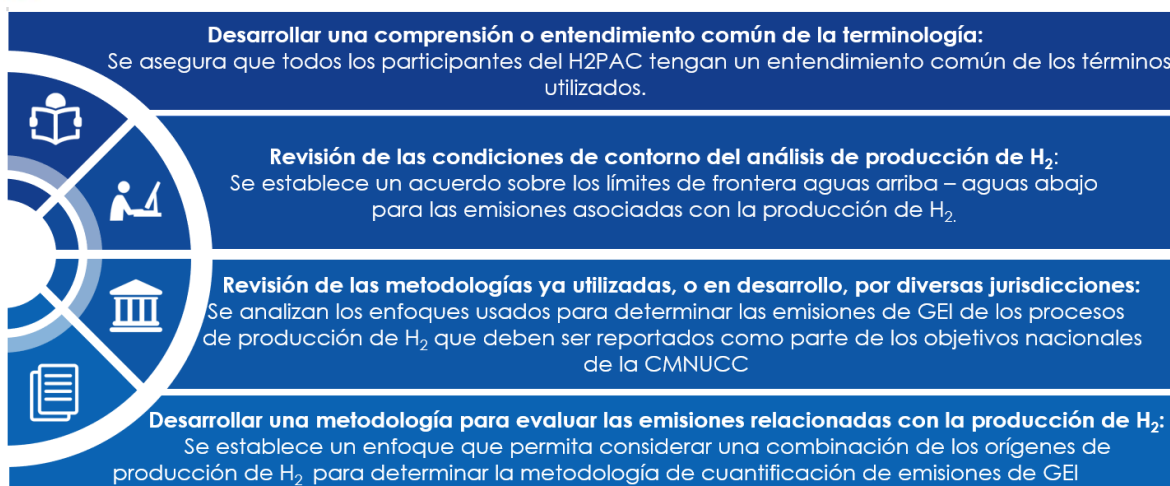 Desarrollar una comprensión o entendimiento común de la terminología:
Se asegura que todos los participantes del H2PAC tengan un entendimiento común de los términos
utilizados.
Revisión de las condiciones de contorno del análisis de producción de H₂:
Se establece un acuerdo sobre los límites de frontera aguas arriba – aguas abajo
para las emisiones asociadas con la producción de H₂.
Revisión de las metodologías ya utilizadas, o en desarrollo, por diversas jurisdicciones:
Se analizan los enfoques usados para determinar las emisiones de GEI de los procesos
de producción de H₂ que deben ser reportados como parte de los objetivos nacionales
de la CMNUCC
Desarrollar una metodología para evaluar las emisiones relacionadas con la producción de H₂:
Se establece un enfoque que permita considerar una combinación de los orígenes de
producción de H₂ para determinar la metodología de cuantificación de emisiones de GEI